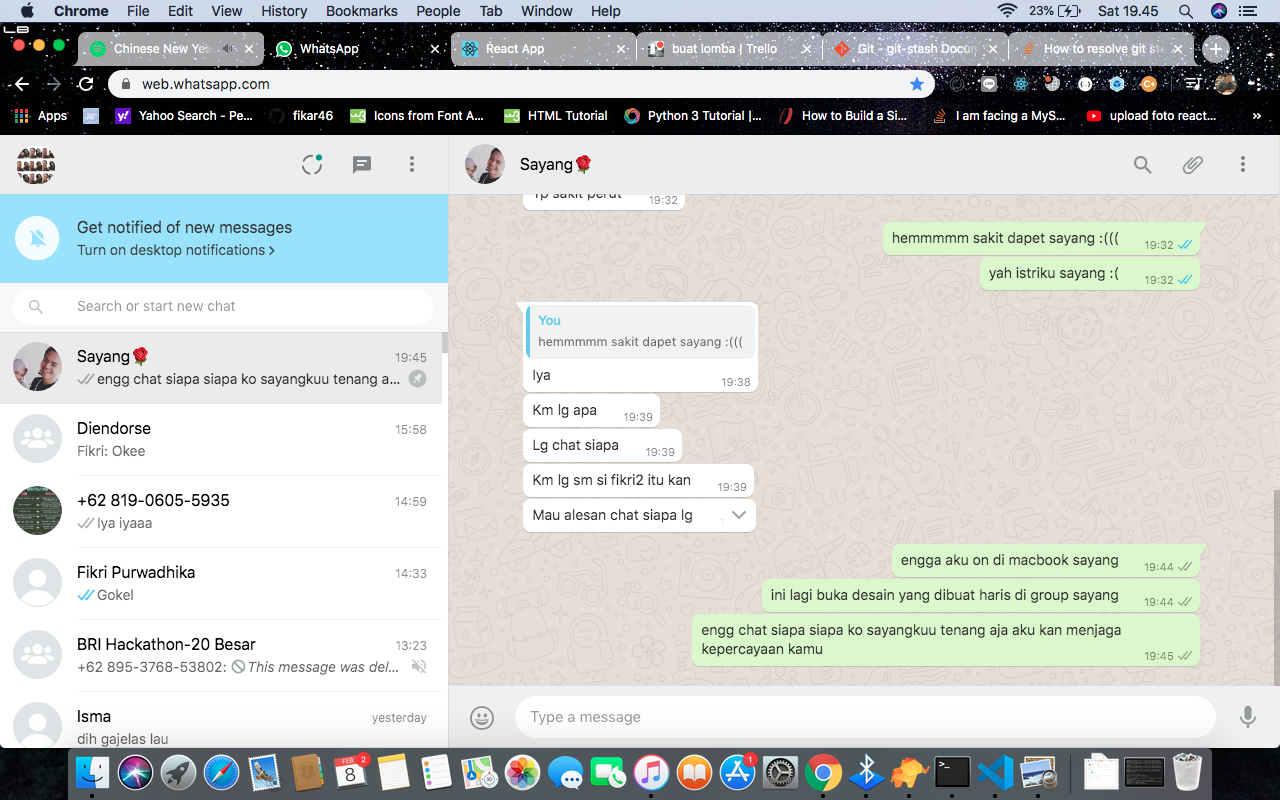 Chrome File Edit View History Bookmarks People Tab Window Help 23% Sat 19.45
Chinese New Yea WhatsApp React App buat lomba | Trello Git - git-stash Docum How to resolve git st
web.whatsapp.com
Apps Yahoo Search - Pe... fikar46 Icons from Font A... HTML Tutorial Python 3 Tutorial |... How to Build a Si... I am facing a MyS... upload foto react... »
Get notified of new messages
Turn on desktop notifications >
Search or start new chat
Sayang🌹 19:45
engg chat siapa siapa ko sayangkuu tenang a...
Diendorse 15:58
Fikri: Okee
+62 819-0605-5935 14:59
Iya iyaaa
Fikri Purwadhika 14:33
Gokel
BRI Hackathon-20 Besar 13:23
+62 895-3768-53802: This message was del...
Isma yesterday
dih gajelas lau
Sayang🌹
Tp sakit perut 19:32
hemmmmm sakit dapet sayang :((( 19:32
yah istriku sayang :( 19:32
You
hemmmmm sakit dapet sayang :(((
Iya 19:38
Km lg apa 19:39
Lg chat siapa 19:39
Km lg sm si fikri2 itu kan 19:39
Mau alesan chat siapa lg
engga aku on di macbook sayang 19:44
ini lagi buka desain yang dibuat haris di group sayang 19:44
engg chat siapa siapa ko sayangkuu tenang aja aku kan menjaga
kepercayaan kamu 19:45
Type a message
FEB 2
8
1